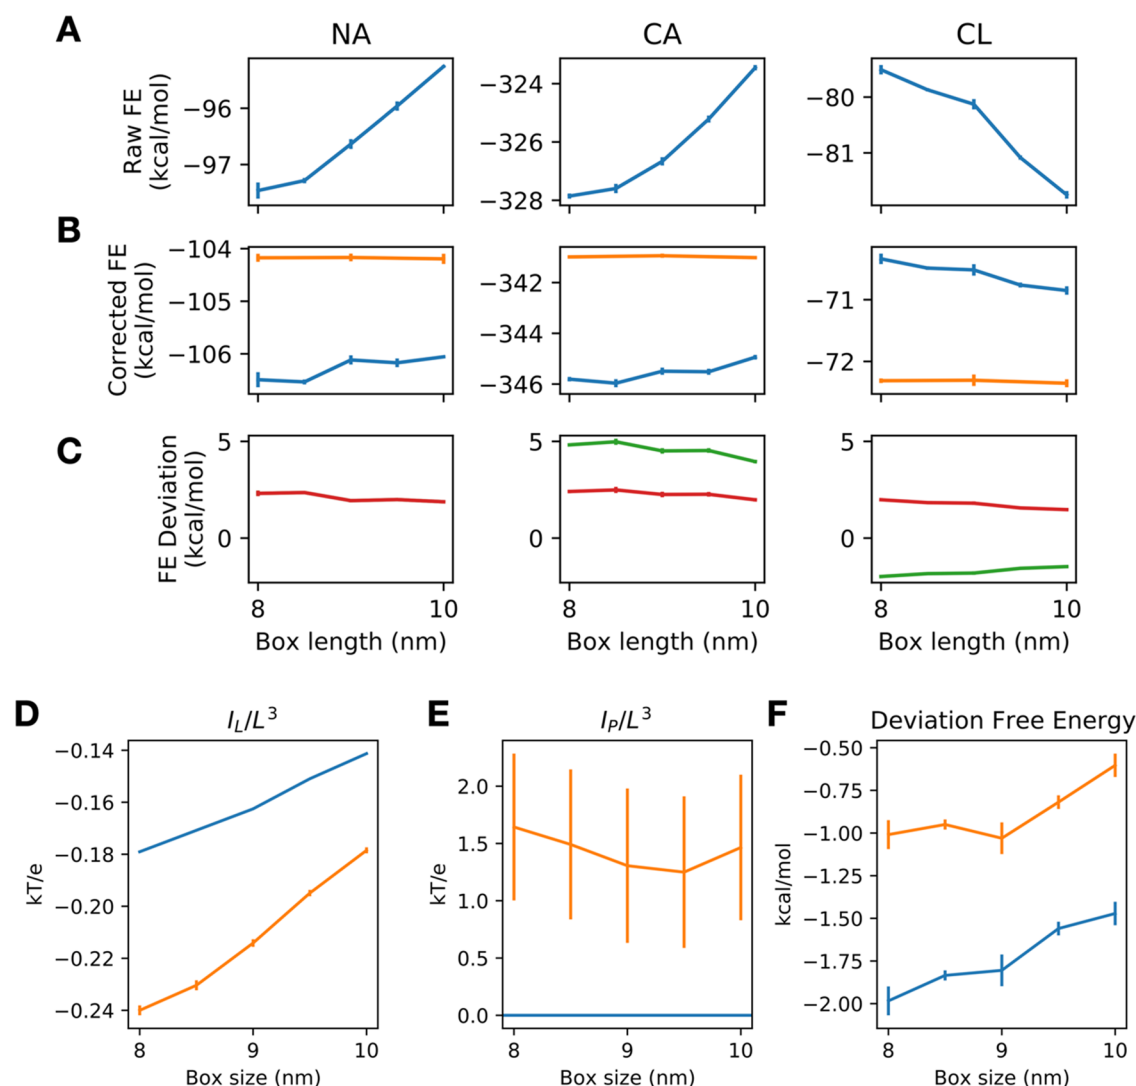 A
NA
CA
CL
Raw FE
(kcal/mol)
−96
−97
−324
−326
−328
−80
−81
B
Corrected FE
(kcal/mol)
−104
−105
−106
−342
−344
−346
−71
−72
C
FE Deviation
(kcal/mol)
5
0
5
0
5
0
8
10
8
10
8
10
Box length (nm)
Box length (nm)
Box length (nm)
D
I_L/L^3
kT/e
−0.14
−0.16
−0.18
−0.20
−0.22
−0.24
8
9
10
Box size (nm)
E
I_P/L^3
kT/e
2.0
1.5
1.0
0.5
0.0
8
9
10
Box size (nm)
F
Deviation Free Energy
kcal/mol
−0.50
−0.75
−1.00
−1.25
−1.50
−1.75
−2.00
8
9
10
Box size (nm)